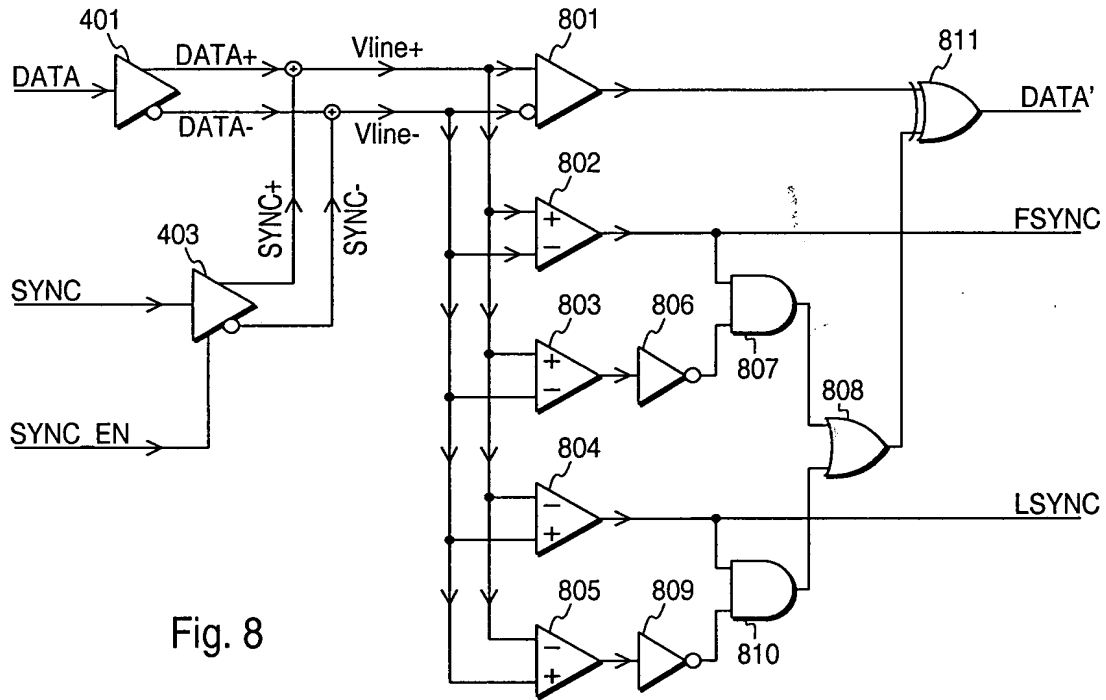 401
DATA
DATA+
DATA-
Vline+
Vline-
801
811
DATA'
SYNC+
SYNC-
802
FSYNC
+
−
403
SYNC
803
806
+
−
807
808
SYNC_EN
804
−
+
LSYNC
805
809
−
+
810
Fig. 8